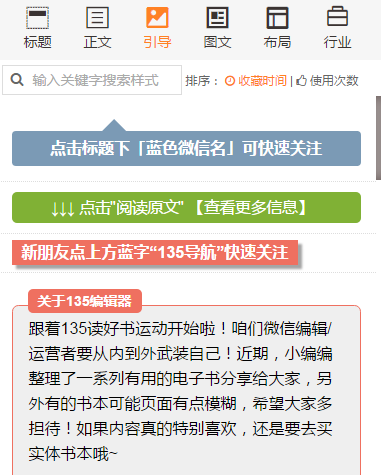 标题 正文 引导 图文 布局 行业
输入关键字搜索样式 排序： 收藏时间 | 使用次数
点击标题下「蓝色微信名」可快速关注
↓↓↓ 点击"阅读原文" 【查看更多信息】
新朋友点上方蓝字“135导航”快速关注
关于135编辑器
跟着135读好书运动开始啦！咱们微信编辑/
运营者要从内到外武装自己！近期，小编编
整理了一系列有用的电子书分享给大家，另
外有的书本可能页面有点模糊，希望大家多
担待！如果内容真的特别喜欢，还是要去买
实体书本哦~